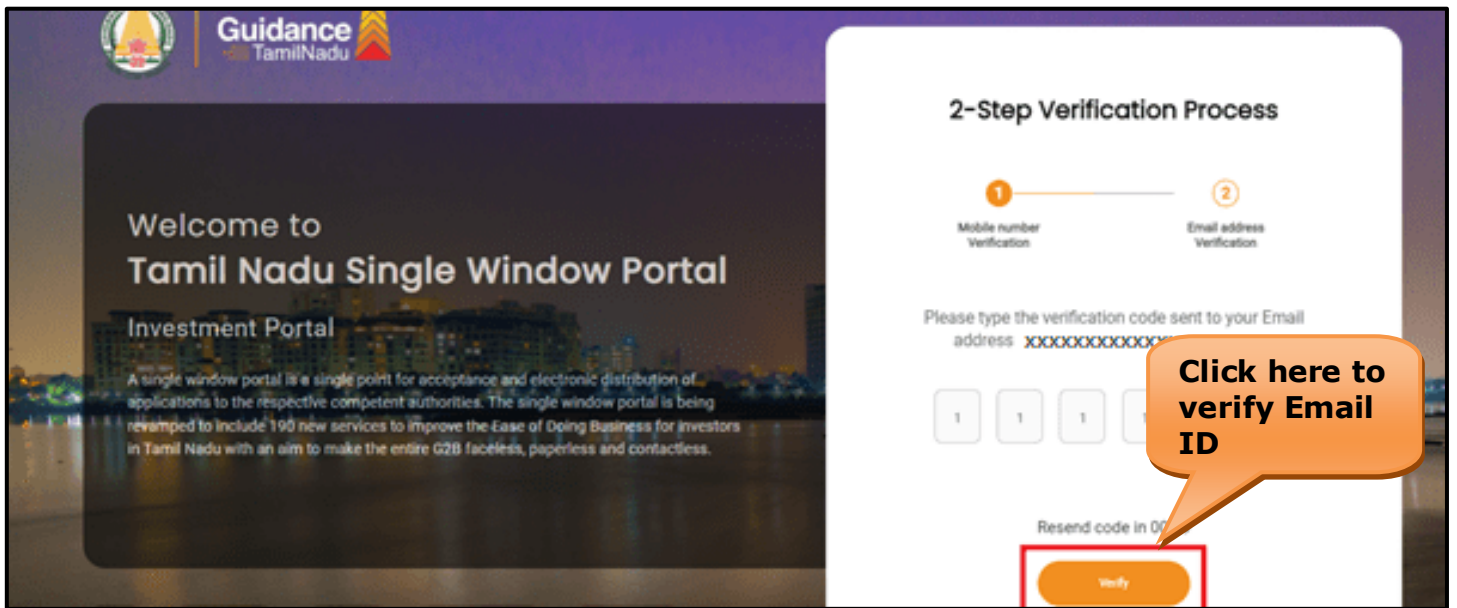 Guidance
TamilNadu
Welcome to
Tamil Nadu Single Window Portal
Investment Portal
A single window portal is a single point for acceptance and electronic distribution of
applications to the respective competent authorities. The single window portal is being
revamped to include 190 new services to improve the Ease of Doing Business for investors
in Tamil Nadu with an aim to make the entire G2B faceless, paperless and contactless.
2-Step Verification Process
1
2
Mobile number
Verification
Email address
Verification
Please type the verification code sent to your Email
address XXXXXXXXXXXXX
1 1 1 1
Click here to
verify Email
ID
Resend code in 00
Verify